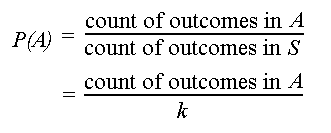 P(A) = count of outcomes in A / count of outcomes in S
= count of outcomes in A / k